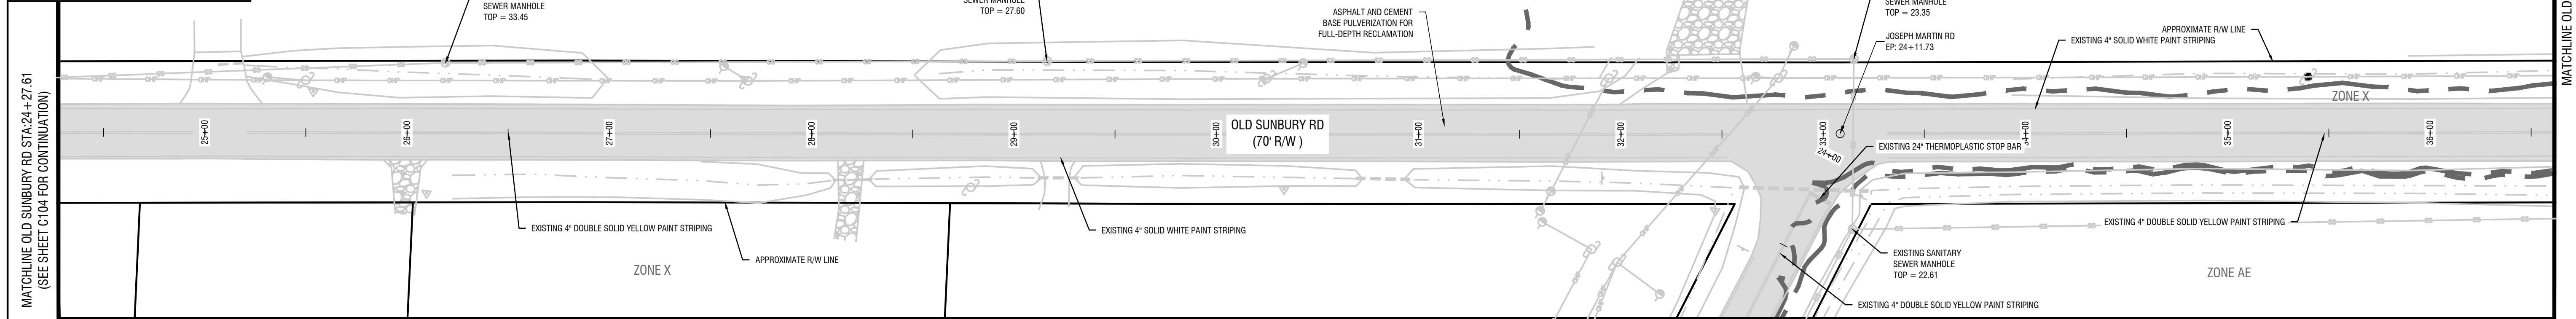 SEWER MANHOLE
TOP = 33.45
SEWER MANHOLE
TOP = 27.60
ASPHALT AND CEMENT
BASE PULVERIZATION FOR
FULL-DEPTH RECLAMATION
SEWER MANHOLE
TOP = 23.35
JOSEPH MARTIN RD
EP: 24+11.73
APPROXIMATE R/W LINE
EXISTING 4" SOLID WHITE PAINT STRIPING
MATCHLINE OLD
MATCHLINE OLD SUNBURY RD STA:24+27.61
(SEE SHEET C104 FOR CONTINUATION)
ZONE X
25+00
26+00
27+00
28+00
29+00
30+00
OLD SUNBURY RD
(70' R/W )
31+00
32+00
33+00
24+00
35+00
36+00
EXISTING 24" THERMOPLASTIC STOP BAR
EXISTING 4" DOUBLE SOLID YELLOW PAINT STRIPING
APPROXIMATE R/W LINE
EXISTING 4" SOLID WHITE PAINT STRIPING
EXISTING 4" DOUBLE SOLID YELLOW PAINT STRIPING
EXISTING SANITARY
SEWER MANHOLE
TOP = 22.61
EXISTING 4" DOUBLE SOLID YELLOW PAINT STRIPING
ZONE X
ZONE AE